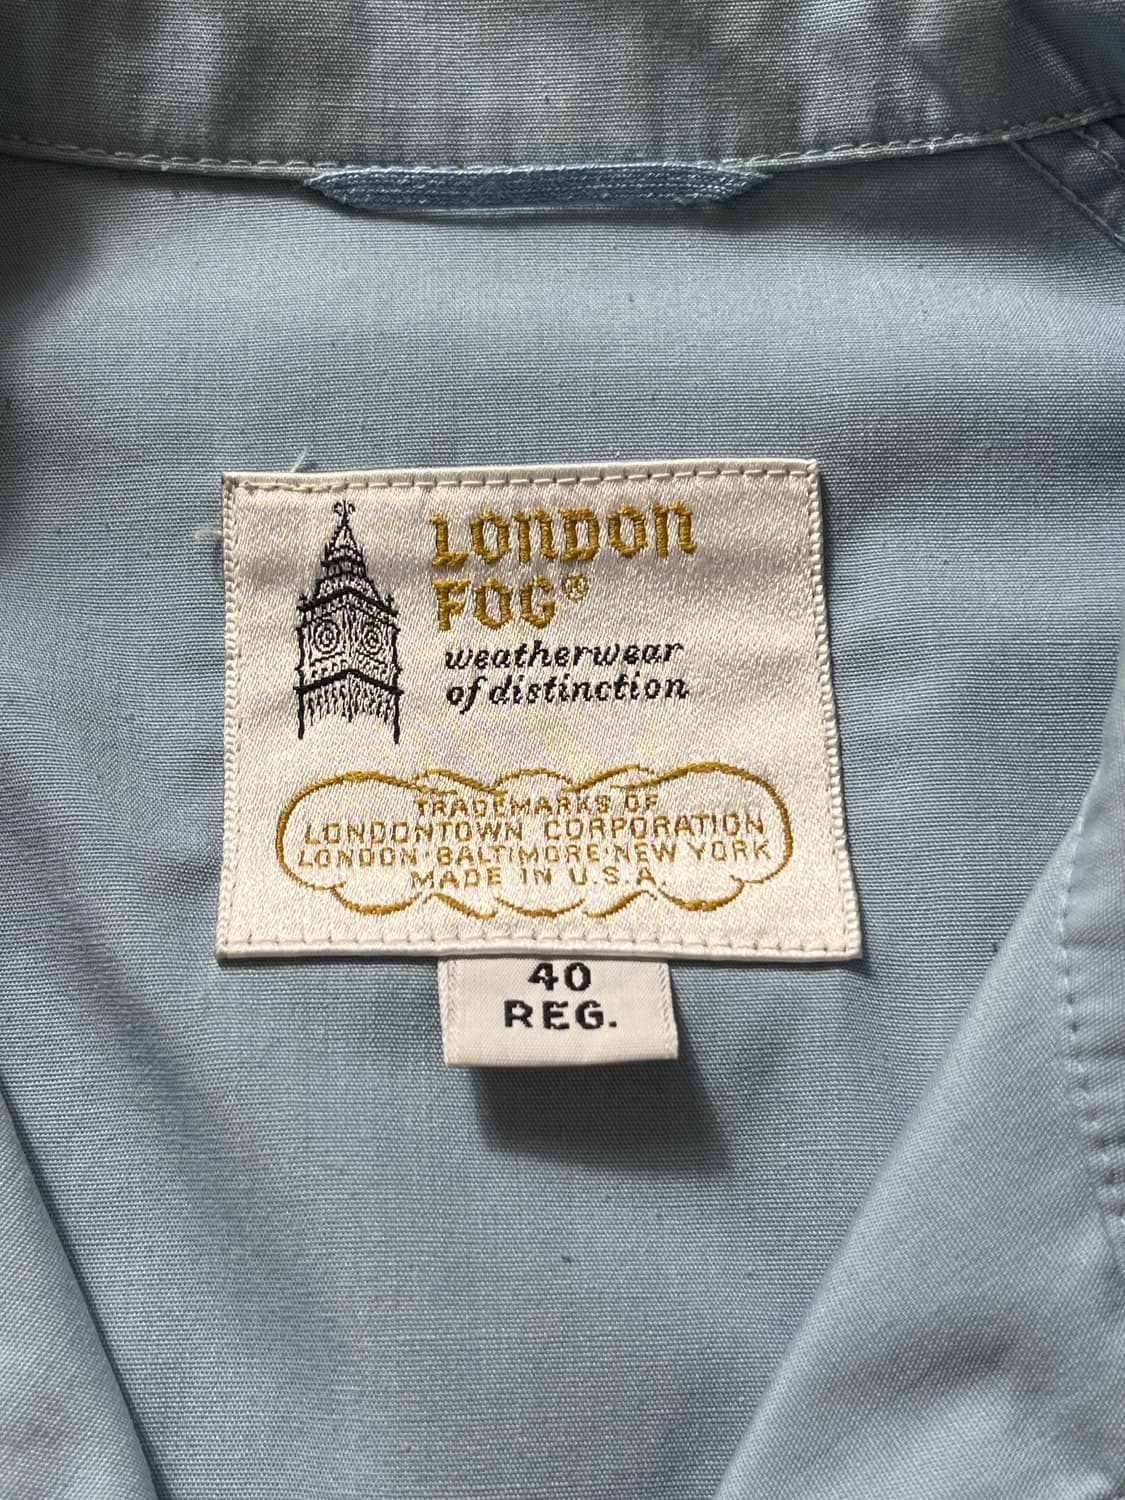 LONDON
FOG®
weatherwear
of distinction
TRADEMARKS OF
LONDONTOWN CORPORATION
LONDON·BALTIMORE·NEW YORK
MADE IN U.S.A.
40
REG.